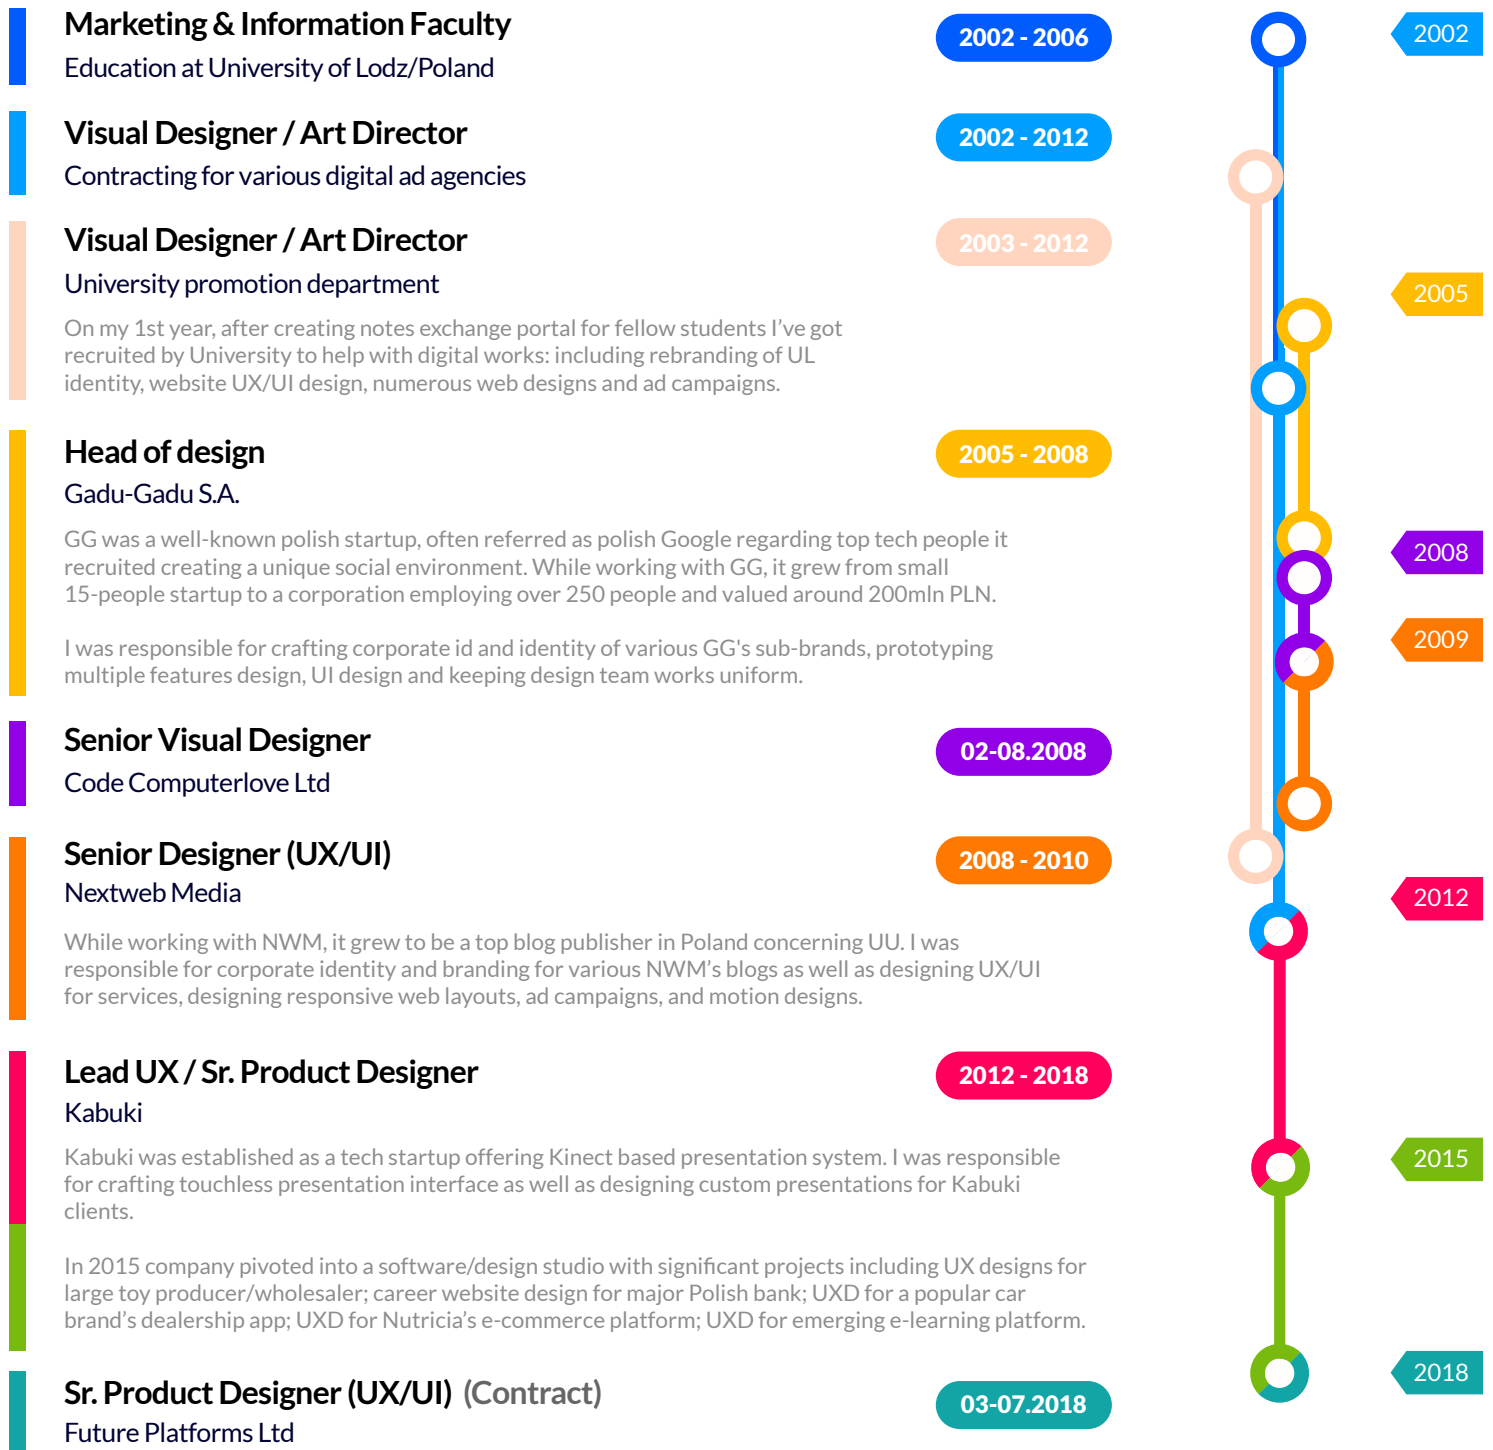 Marketing & Information Faculty
2002 - 2006
2002
Education at University of Lodz/Poland
Visual Designer / Art Director
2002 - 2012
Contracting for various digital ad agencies
Visual Designer / Art Director
2003 - 2012
University promotion department
2005
On my 1st year, after creating notes exchange portal for fellow students I’ve got
recruited by University to help with digital works: including rebranding of UL
identity, website UX/UI design, numerous web designs and ad campaigns.
Head of design
2005 - 2008
Gadu-Gadu S.A.
GG was a well-known polish startup, often referred as polish Google regarding top tech people it
2008
recruited creating a unique social environment. While working with GG, it grew from small
15-people startup to a corporation employing over 250 people and valued around 200mln PLN.
2009
I was responsible for crafting corporate id and identity of various GG's sub-brands, prototyping
multiple features design, UI design and keeping design team works uniform.
Senior Visual Designer
02-08.2008
Code Computerlove Ltd
Senior Designer (UX/UI)
2008 - 2010
Nextweb Media
2012
While working with NWM, it grew to be a top blog publisher in Poland concerning UU. I was
responsible for corporate identity and branding for various NWM’s blogs as well as designing UX/UI
for services, designing responsive web layouts, ad campaigns, and motion designs.
Lead UX / Sr. Product Designer
2012 - 2018
Kabuki
Kabuki was established as a tech startup offering Kinect based presentation system. I was responsible
2015
for crafting touchless presentation interface as well as designing custom presentations for Kabuki
clients.
In 2015 company pivoted into a software/design studio with significant projects including UX designs for
large toy producer/wholesaler; career website design for major Polish bank; UXD for a popular car
brand’s dealership app; UXD for Nutricia’s e-commerce platform; UXD for emerging e-learning platform.
2018
Sr. Product Designer (UX/UI) (Contract)
03-07.2018
Future Platforms Ltd